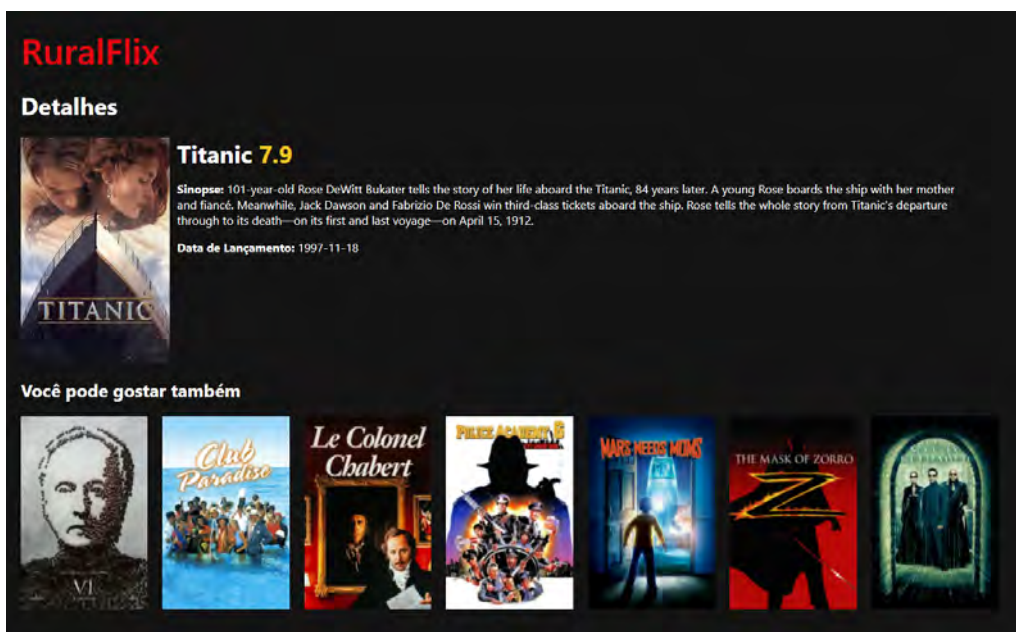 RuralFlix
Detalhes
Titanic 7.9
Sinopse: 101-year-old Rose DeWitt Bukater tells the story of her life aboard the Titanic, 84 years later. A young Rose boards the ship with her mother
and fiancé. Meanwhile, Jack Dawson and Fabrizio De Rossi win third-class tickets aboard the ship. Rose tells the whole story from Titanic's departure
through to its death—on its first and last voyage—on April 15, 1912.
Data de Lançamento: 1997-11-18
TITANIC
Você pode gostar também
VI
Club
Paradise
Le Colonel
Chabert
POLICE ACADEMY 6
MARS NEEDS MOMS
THE MASK OF ZORRO